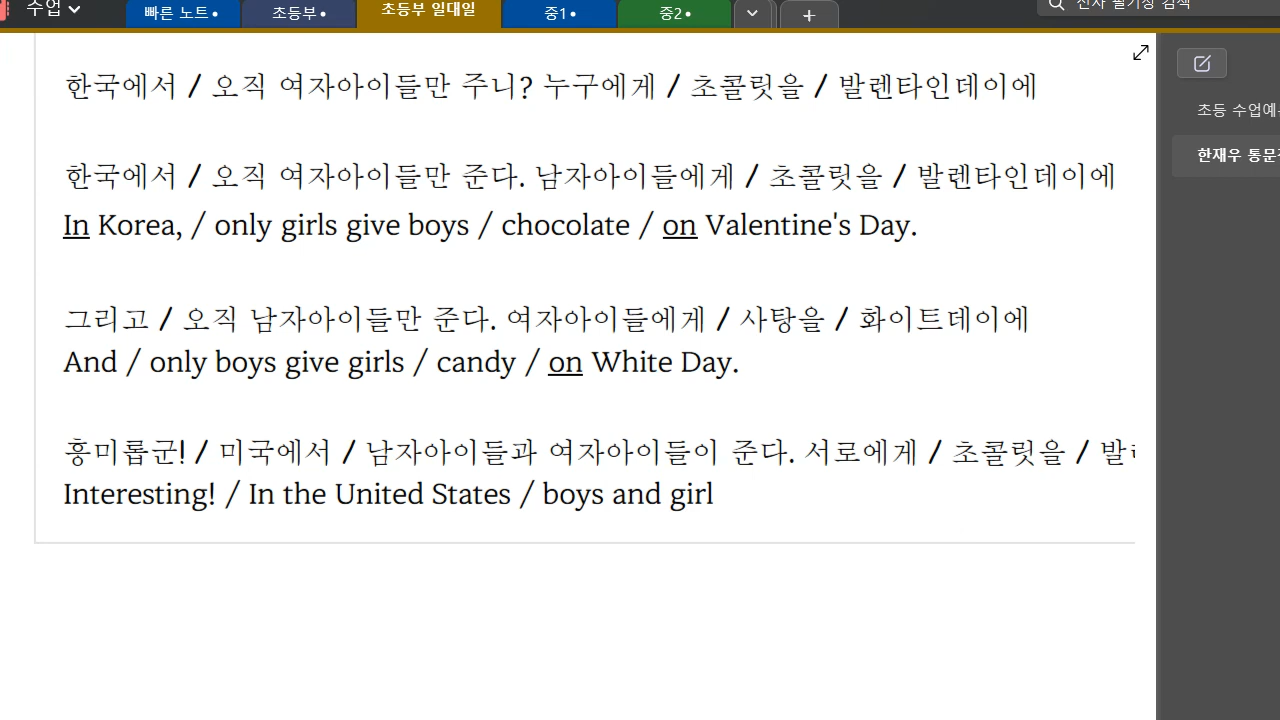 수업
빠른 노트
초등부
초등부 일대일
중1
중2
전자 필기장 검색
한국에서 / 오직 여자아이들만 주니? 누구에게 / 초콜릿을 / 발렌타인데이에
한국에서 / 오직 여자아이들만 준다. 남자아이들에게 / 초콜릿을 / 발렌타인데이에
In Korea, / only girls give boys / chocolate / on Valentine's Day.
그리고 / 오직 남자아이들만 준다. 여자아이들에게 / 사탕을 / 화이트데이에
And / only boys give girls / candy / on White Day.
흥미롭군! / 미국에서 / 남자아이들과 여자아이들이 준다. 서로에게 / 초콜릿을 / 발
Interesting! / In the United States / boys and girl
초등 수업예
한재우 통문